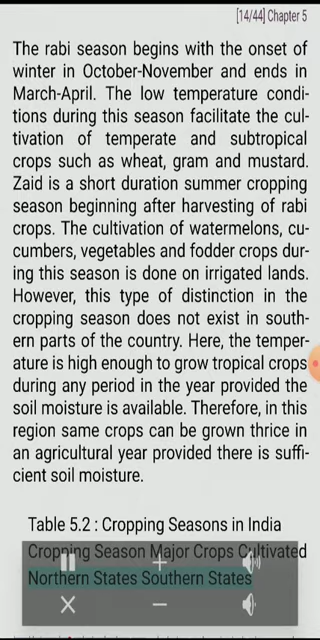 [14/44] Chapter 5
The rabi season begins with the onset of
winter in October-November and ends in
March-April. The low temperature condi-
tions during this season facilitate the cul-
tivation of temperate and subtropical
crops such as wheat, gram and mustard.
Zaid is a short duration summer cropping
season beginning after harvesting of rabi
crops. The cultivation of watermelons, cu-
cumbers, vegetables and fodder crops dur-
ing this season is done on irrigated lands.
However, this type of distinction in the
cropping season does not exist in south-
ern parts of the country. Here, the temper-
ature is high enough to grow tropical crops
during any period in the year provided the
soil moisture is available. Therefore, in this
region same crops can be grown thrice in
an agricultural year provided there is suffi-
cient soil moisture.
Table 5.2 : Cropping Seasons in India
Cropping Season Major Crops Cultivated
Northern States Southern States